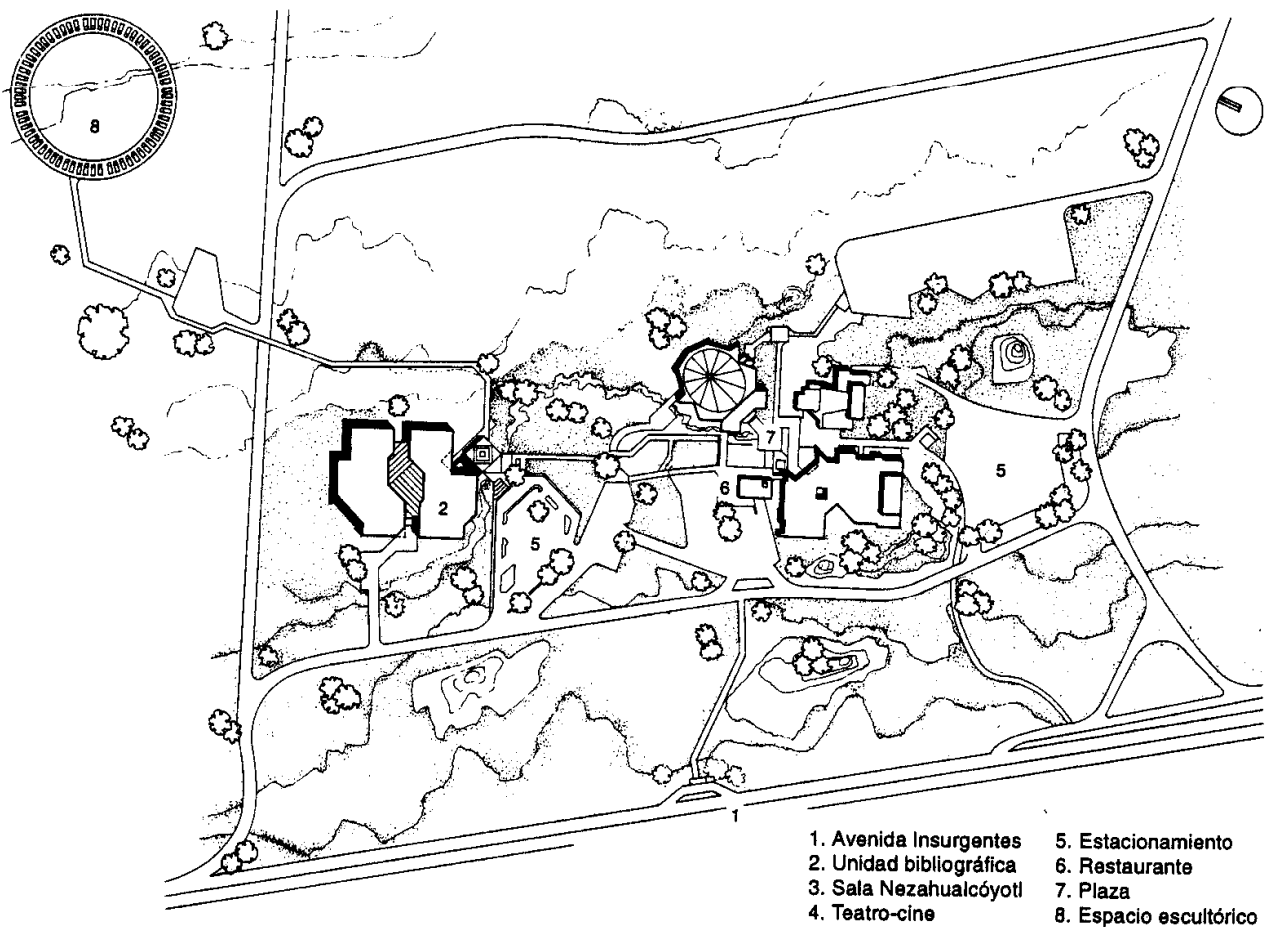 8
7
5
6
2
5
1
1. Avenida Insurgentes
2. Unidad bibliográfica
3. Sala Nezahualcóyotl
4. Teatro-cine
5. Estacionamiento
6. Restaurante
7. Plaza
8. Espacio escultórico